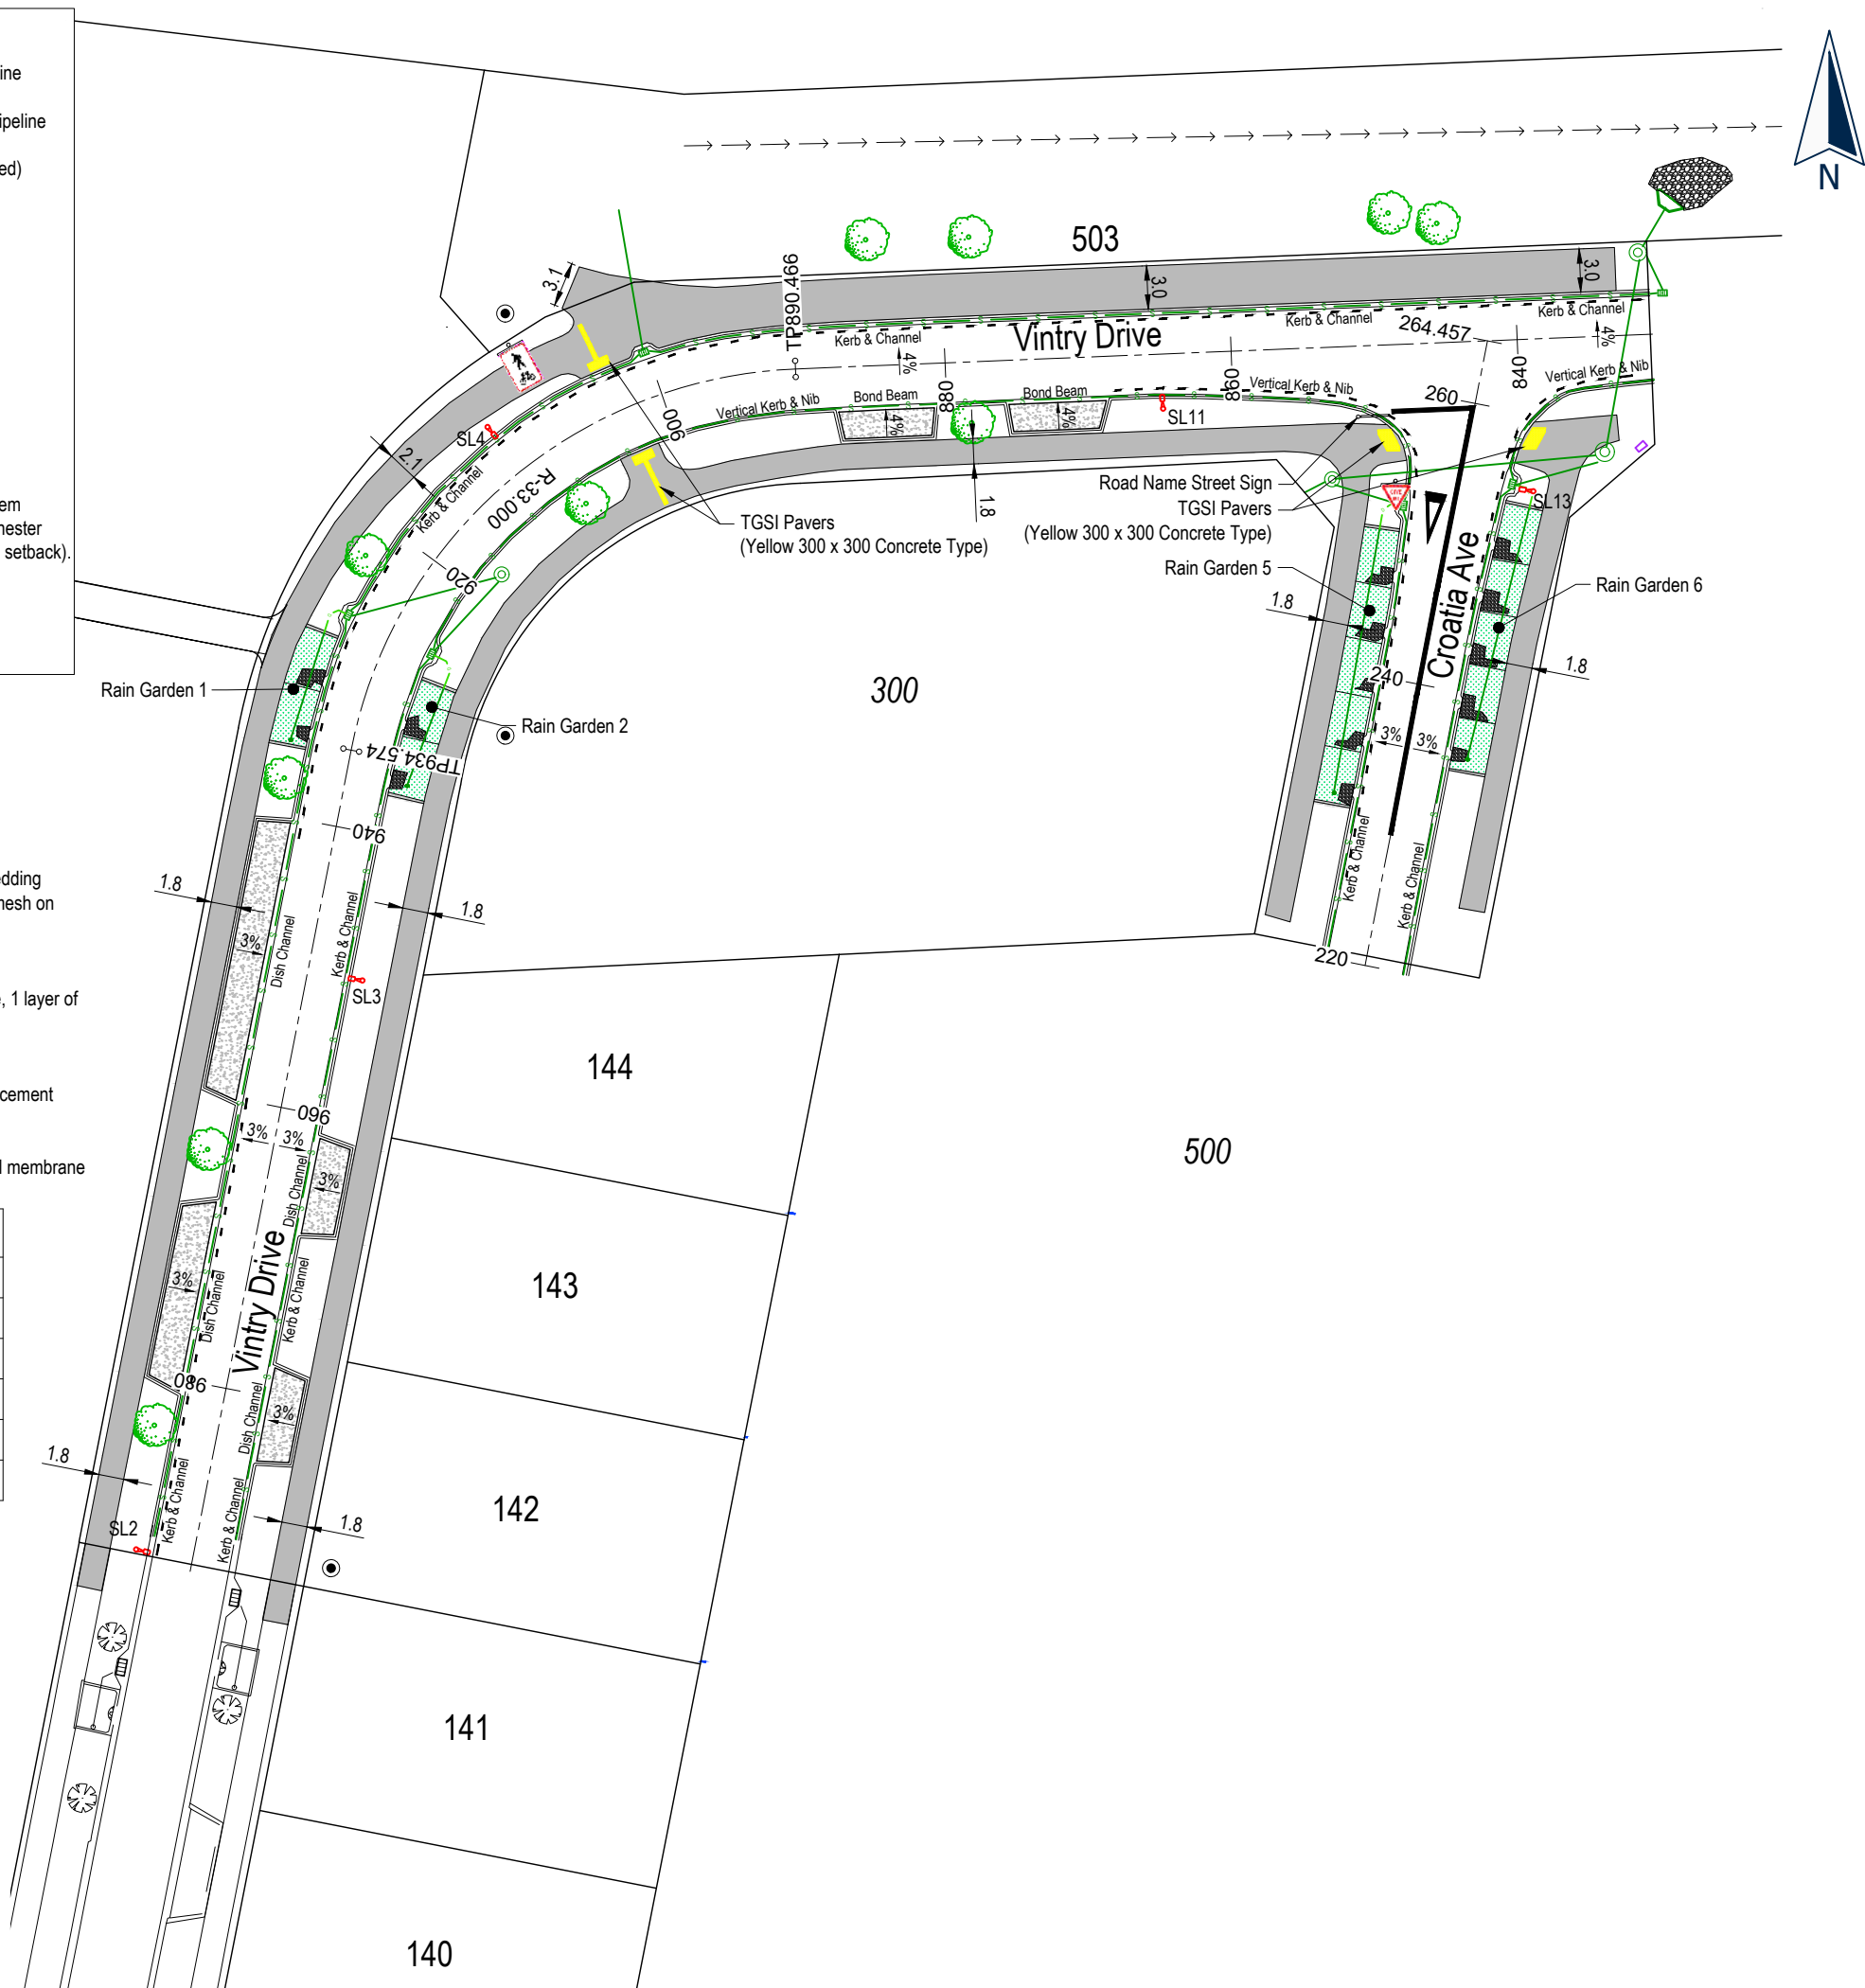 ine
ipeline
ed)
em
nester
setback).
edding
nesh on
, 1 layer of
cement
l membrane
N
503
3.1
3.0
3.0
TP890.466
Vintry Drive
Kerb & Channel
Kerb & Channel
Kerb & Channel
264.457
4%
4%
840
860
880
900
260
Vertical Kerb & Nib
Vertical Kerb & Nib
Vertical Kerb & Nib
Bond Beam
Bond Beam
4%
4%
SL4
SL11
SL13
2.1
Kerb & Channel
R-33.000
920
1.8
TGSI Pavers
(Yellow 300 x 300 Concrete Type)
Road Name Street Sign
TGSI Pavers
(Yellow 300 x 300 Concrete Type)
GIVE
Rain Garden 5
Rain Garden 6
1.8
1.8
Croatia Ave
240
3%
3%
Kerb & Channel
Kerb & Channel
220
Rain Garden 1
Rain Garden 2
300
TP934.574
940
1.8
1.8
3%
Dish Channel
Kerb & Channel
SL3
144
960
3%
3%
3%
Dish Channel
500
143
3%
Dish Channel
Vintry Drive
Kerb & Channel
980
3%
Dish Channel
1.8
142
SL2
Kerb & Channel
Kerb & Channel
1.8
141
140